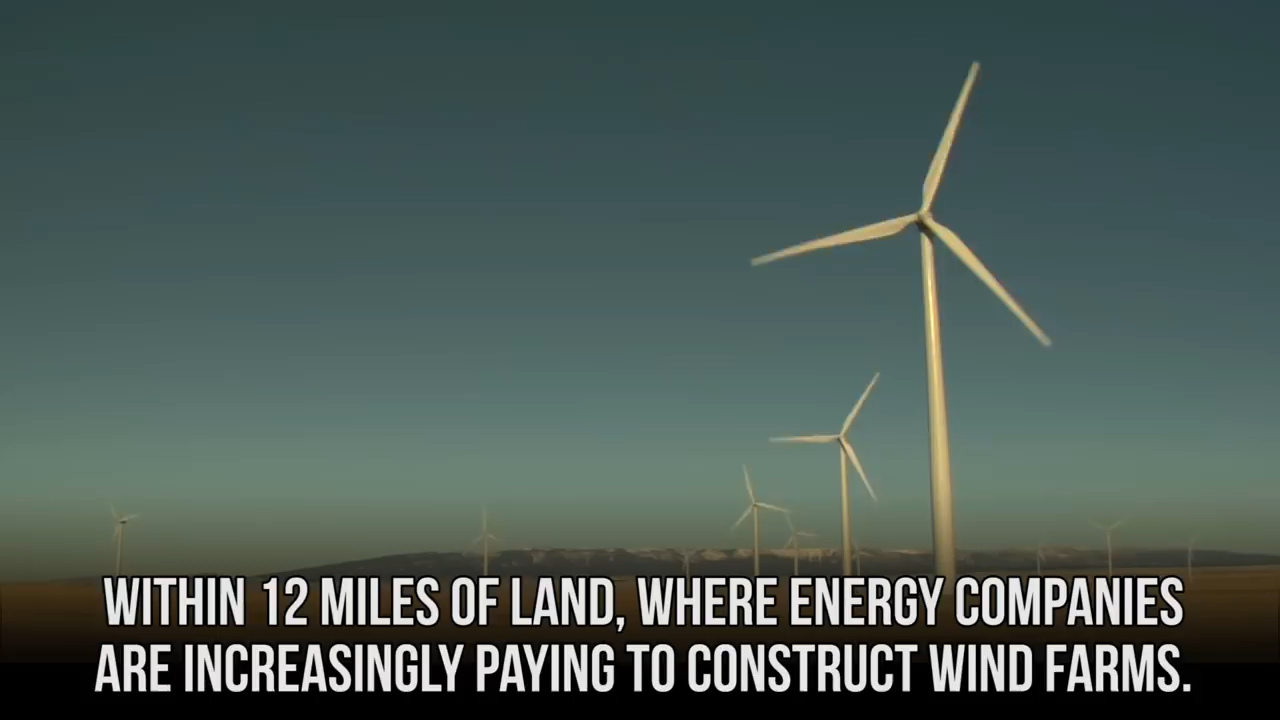 WITHIN 12 MILES OF LAND, WHERE ENERGY COMPANIES
ARE INCREASINGLY PAYING TO CONSTRUCT WIND FARMS.